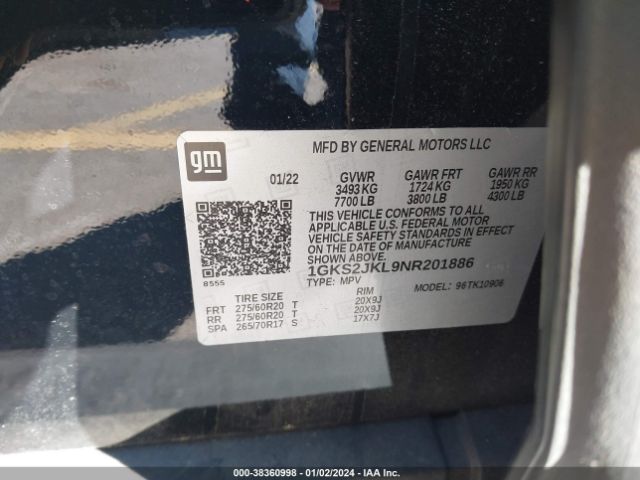 gm
MFD BY GENERAL MOTORS LLC
01/22 GVWR GAWR FRT GAWR RR
3493 KG 1724 KG 1950 KG
7700 LB 3800 LB 4300 LB
THIS VEHICLE CONFORMS TO ALL
APPLICABLE U.S. FEDERAL MOTOR
VEHICLE SAFETY STANDARDS IN EFFECT
ON THE DATE OF MANUFACTURE
SHOWN ABOVE.
1GKS2JKL9NR201886
8555 TYPE: MPV MODEL: 96TK10906
TIRE SIZE RIM
FRT 275/60R20 T 20X9J
RR 275/60R20 T 20X9J
SPA 265/70R17 S 17X7J
000-38360998 - 01/02/2024 - IAA Inc.